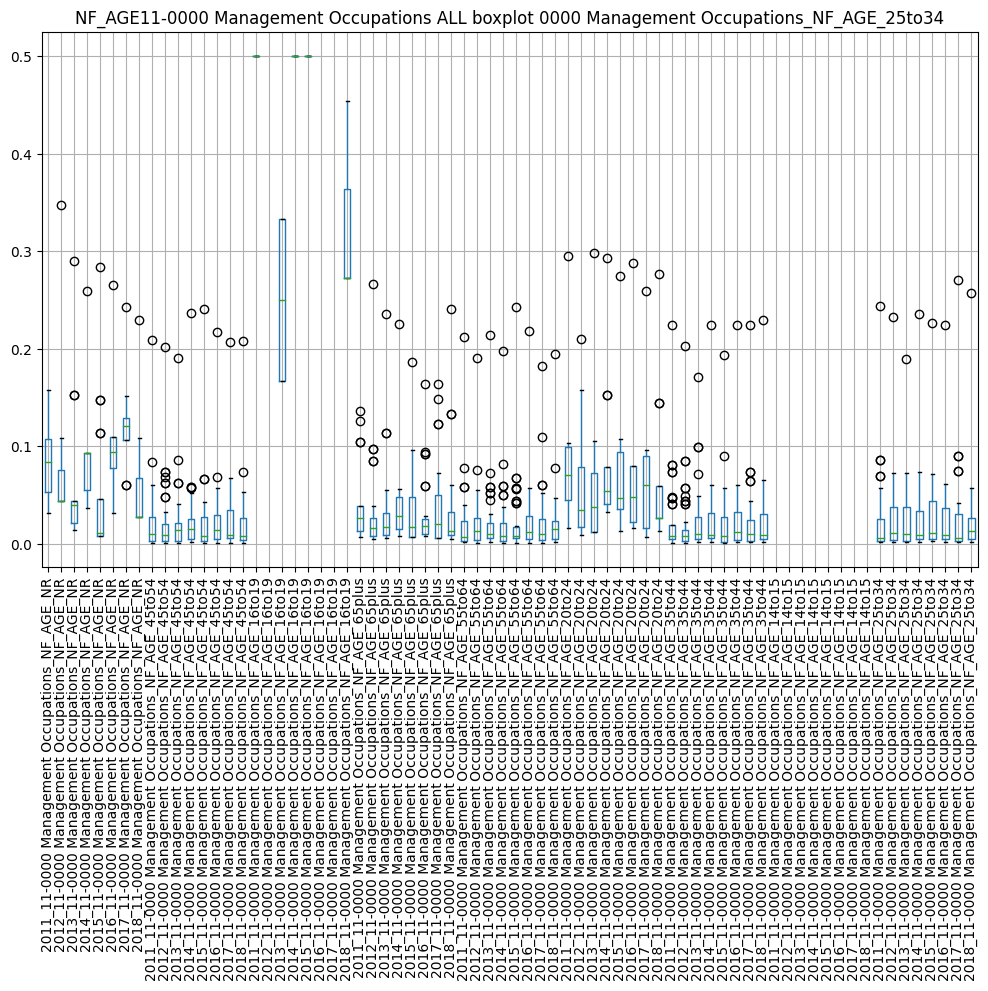 NF_AGE11-0000 Management Occupations ALL boxplot 0000 Management Occupations_NF_AGE_25to34
0.5
0.4
0.3
0.2
0.1
0.0
2011_11-0000 Management Occupations_NF_AGE_NR
2012_11-0000 Management Occupations_NF_AGE_NR
2013_11-0000 Management Occupations_NF_AGE_NR
2014_11-0000 Management Occupations_NF_AGE_NR
2015_11-0000 Management Occupations_NF_AGE_NR
2016_11-0000 Management Occupations_NF_AGE_NR
2017_11-0000 Management Occupations_NF_AGE_NR
2018_11-0000 Management Occupations_NF_AGE_NR
2011_11-0000 Management Occupations_NF_AGE_45to54
2012_11-0000 Management Occupations_NF_AGE_45to54
2013_11-0000 Management Occupations_NF_AGE_45to54
2014_11-0000 Management Occupations_NF_AGE_45to54
2015_11-0000 Management Occupations_NF_AGE_45to54
2016_11-0000 Management Occupations_NF_AGE_45to54
2017_11-0000 Management Occupations_NF_AGE_45to54
2018_11-0000 Management Occupations_NF_AGE_45to54
2011_11-0000 Management Occupations_NF_AGE_16to19
2012_11-0000 Management Occupations_NF_AGE_16to19
2013_11-0000 Management Occupations_NF_AGE_16to19
2014_11-0000 Management Occupations_NF_AGE_16to19
2015_11-0000 Management Occupations_NF_AGE_16to19
2016_11-0000 Management Occupations_NF_AGE_16to19
2017_11-0000 Management Occupations_NF_AGE_16to19
2018_11-0000 Management Occupations_NF_AGE_16to19
2011_11-0000 Management Occupations_NF_AGE_65plus
2012_11-0000 Management Occupations_NF_AGE_65plus
2013_11-0000 Management Occupations_NF_AGE_65plus
2014_11-0000 Management Occupations_NF_AGE_65plus
2015_11-0000 Management Occupations_NF_AGE_65plus
2016_11-0000 Management Occupations_NF_AGE_65plus
2017_11-0000 Management Occupations_NF_AGE_65plus
2018_11-0000 Management Occupations_NF_AGE_65plus
2011_11-0000 Management Occupations_NF_AGE_55to64
2012_11-0000 Management Occupations_NF_AGE_55to64
2013_11-0000 Management Occupations_NF_AGE_55to64
2014_11-0000 Management Occupations_NF_AGE_55to64
2015_11-0000 Management Occupations_NF_AGE_55to64
2016_11-0000 Management Occupations_NF_AGE_55to64
2017_11-0000 Management Occupations_NF_AGE_55to64
2018_11-0000 Management Occupations_NF_AGE_55to64
2011_11-0000 Management Occupations_NF_AGE_20to24
2012_11-0000 Management Occupations_NF_AGE_20to24
2013_11-0000 Management Occupations_NF_AGE_20to24
2014_11-0000 Management Occupations_NF_AGE_20to24
2015_11-0000 Management Occupations_NF_AGE_20to24
2016_11-0000 Management Occupations_NF_AGE_20to24
2017_11-0000 Management Occupations_NF_AGE_20to24
2018_11-0000 Management Occupations_NF_AGE_20to24
2011_11-0000 Management Occupations_NF_AGE_35to44
2012_11-0000 Management Occupations_NF_AGE_35to44
2013_11-0000 Management Occupations_NF_AGE_35to44
2014_11-0000 Management Occupations_NF_AGE_35to44
2015_11-0000 Management Occupations_NF_AGE_35to44
2016_11-0000 Management Occupations_NF_AGE_35to44
2017_11-0000 Management Occupations_NF_AGE_35to44
2018_11-0000 Management Occupations_NF_AGE_35to44
2011_11-0000 Management Occupations_NF_AGE_14to15
2012_11-0000 Management Occupations_NF_AGE_14to15
2013_11-0000 Management Occupations_NF_AGE_14to15
2014_11-0000 Management Occupations_NF_AGE_14to15
2015_11-0000 Management Occupations_NF_AGE_14to15
2016_11-0000 Management Occupations_NF_AGE_14to15
2017_11-0000 Management Occupations_NF_AGE_14to15
2018_11-0000 Management Occupations_NF_AGE_14to15
2011_11-0000 Management Occupations_NF_AGE_25to34
2012_11-0000 Management Occupations_NF_AGE_25to34
2013_11-0000 Management Occupations_NF_AGE_25to34
2014_11-0000 Management Occupations_NF_AGE_25to34
2015_11-0000 Management Occupations_NF_AGE_25to34
2016_11-0000 Management Occupations_NF_AGE_25to34
2017_11-0000 Management Occupations_NF_AGE_25to34
2018_11-0000 Management Occupations_NF_AGE_25to34